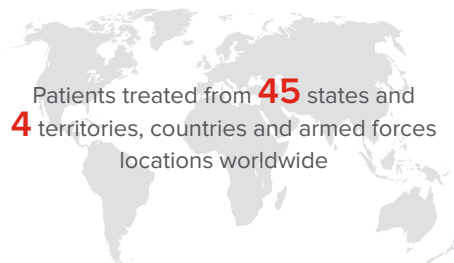 Patients treated from 45 states and
4 territories, countries and armed forces
locations worldwide